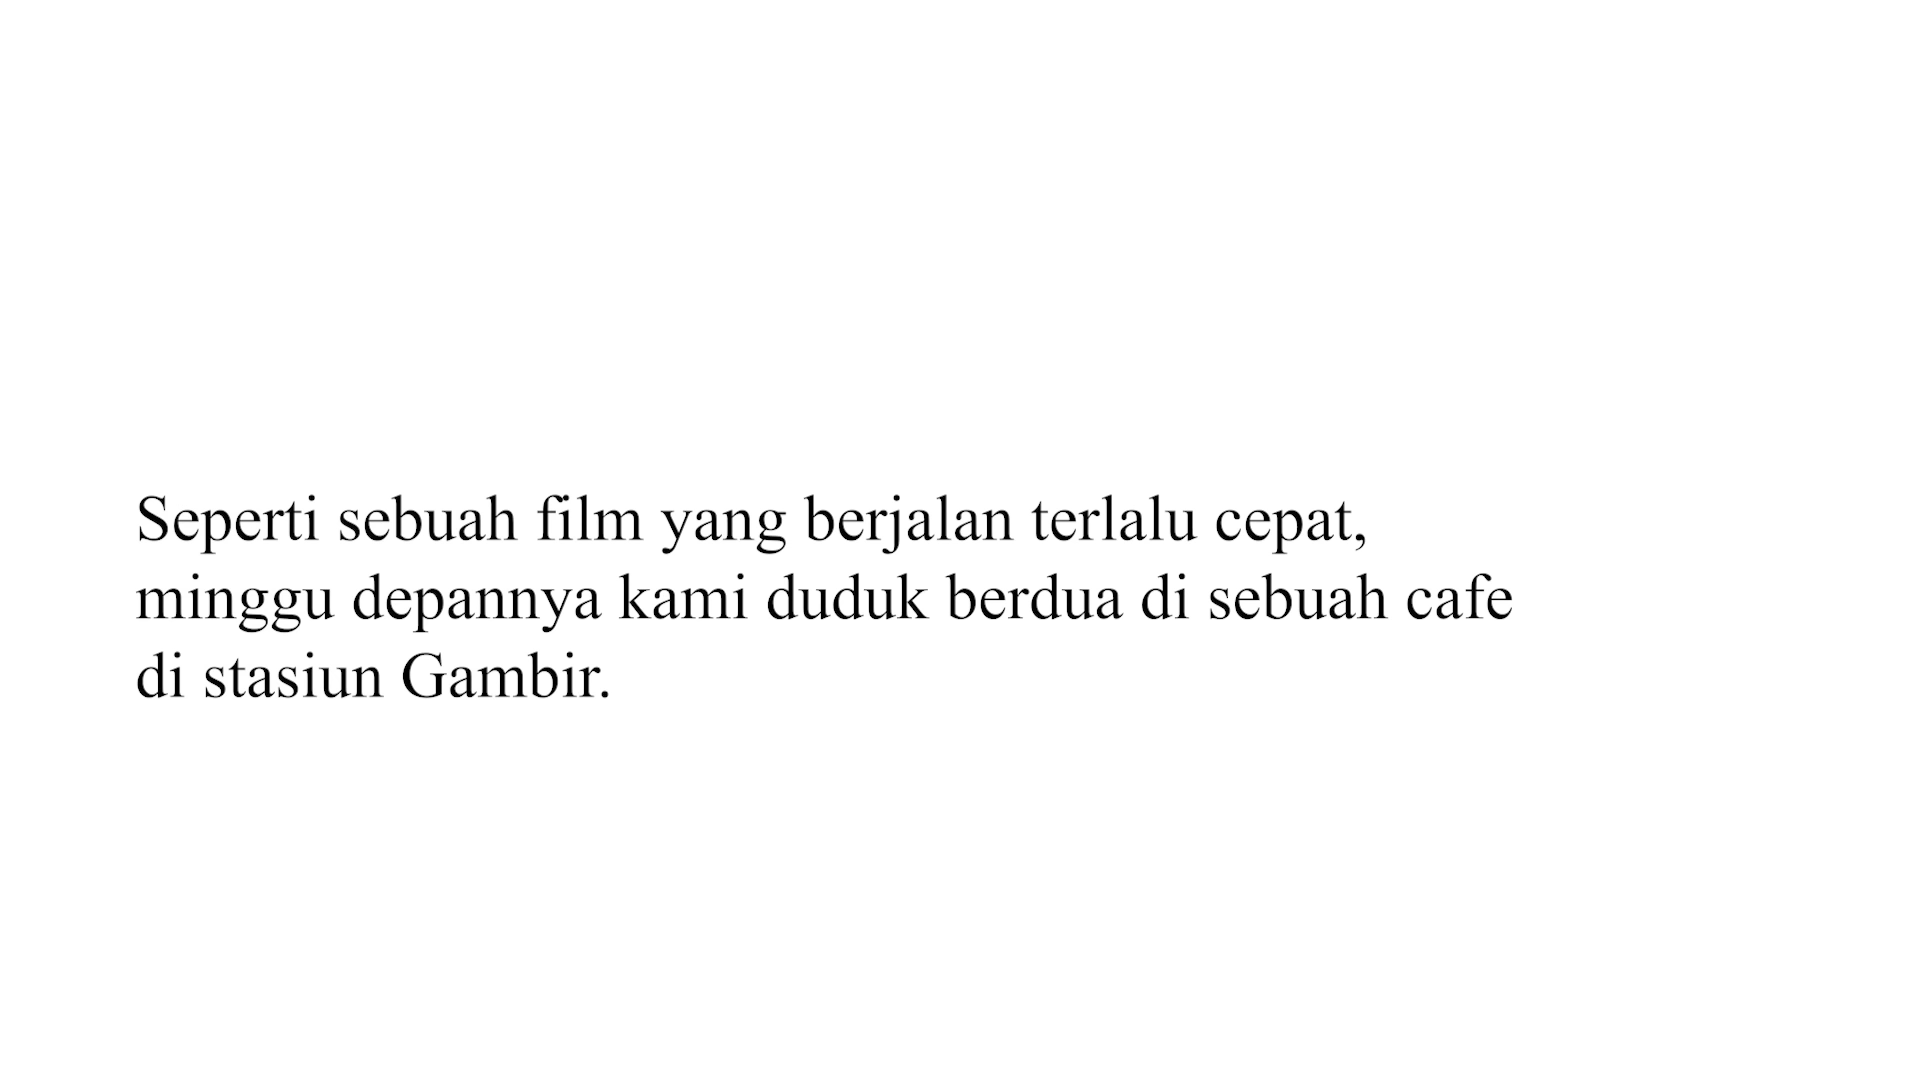 Seperti sebuah film yang berjalan terlalu cepat,
minggu depannya kami duduk berdua di sebuah cafe
di stasiun Gambir.